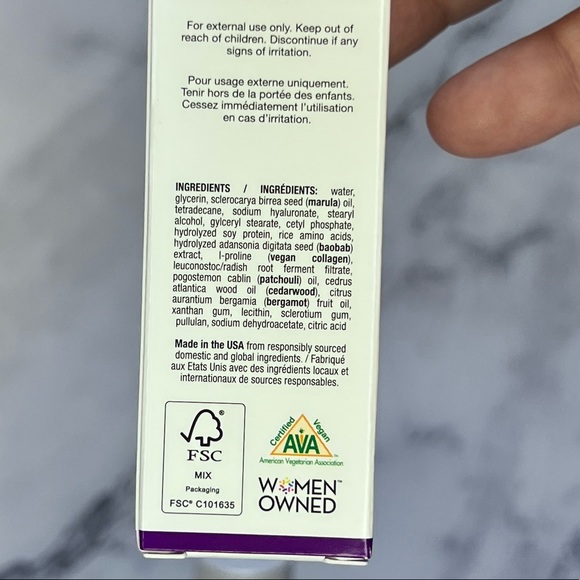 For external use only. Keep out of
reach of children. Discontinue if any
signs of irritation.
Pour usage externe uniquement.
Tenir hors de la portée des enfants.
Cessez immédiatement l'utilisation
en cas d'irritation.
INGREDIENTS / INGRÉDIENTS: water,
glycerin, sclerocarya birrea seed (marula) oil,
tetradecane, sodium hyaluronate, stearyl
alcohol, gylceryl stearate, cetyl phosphate,
hydrolyzed soy protein, rice amino acids,
hydrolyzed adansonia digitata seed (baobab)
extract, l-proline (vegan collagen),
leuconostoc/radish root ferment filtrate,
pogostemon cablin (patchouli) oil, cedrus
atlantica wood oil (cedarwood), citrus
aurantium bergamia (bergamot) fruit oil,
xanthan gum, lecithin, sclerotium gum,
pullulan, sodium dehydroacetate, citric acid
Made in the USA from responsibly sourced
domestic and global ingredients. / Fabriqué
aux Etats Unis avec des ingrédients locaux et
internationaux de sources responsables.
FSC®
MIX
Packaging
FSC® C101635
Certified Vegan
AVA
American Vegetarian Association
WOMEN™
OWNED